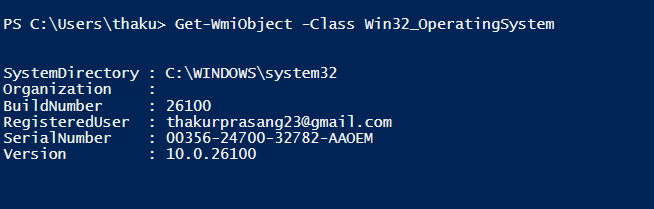 PS C:\Users\thaku> Get-WmiObject -Class Win32_OperatingSystem
SystemDirectory : C:\WINDOWS\system32
Organization    :
BuildNumber     : 26100
RegisteredUser  : thakurprasang23@gmail.com
SerialNumber    : 00356-24700-32782-AAOEM
Version         : 10.0.26100